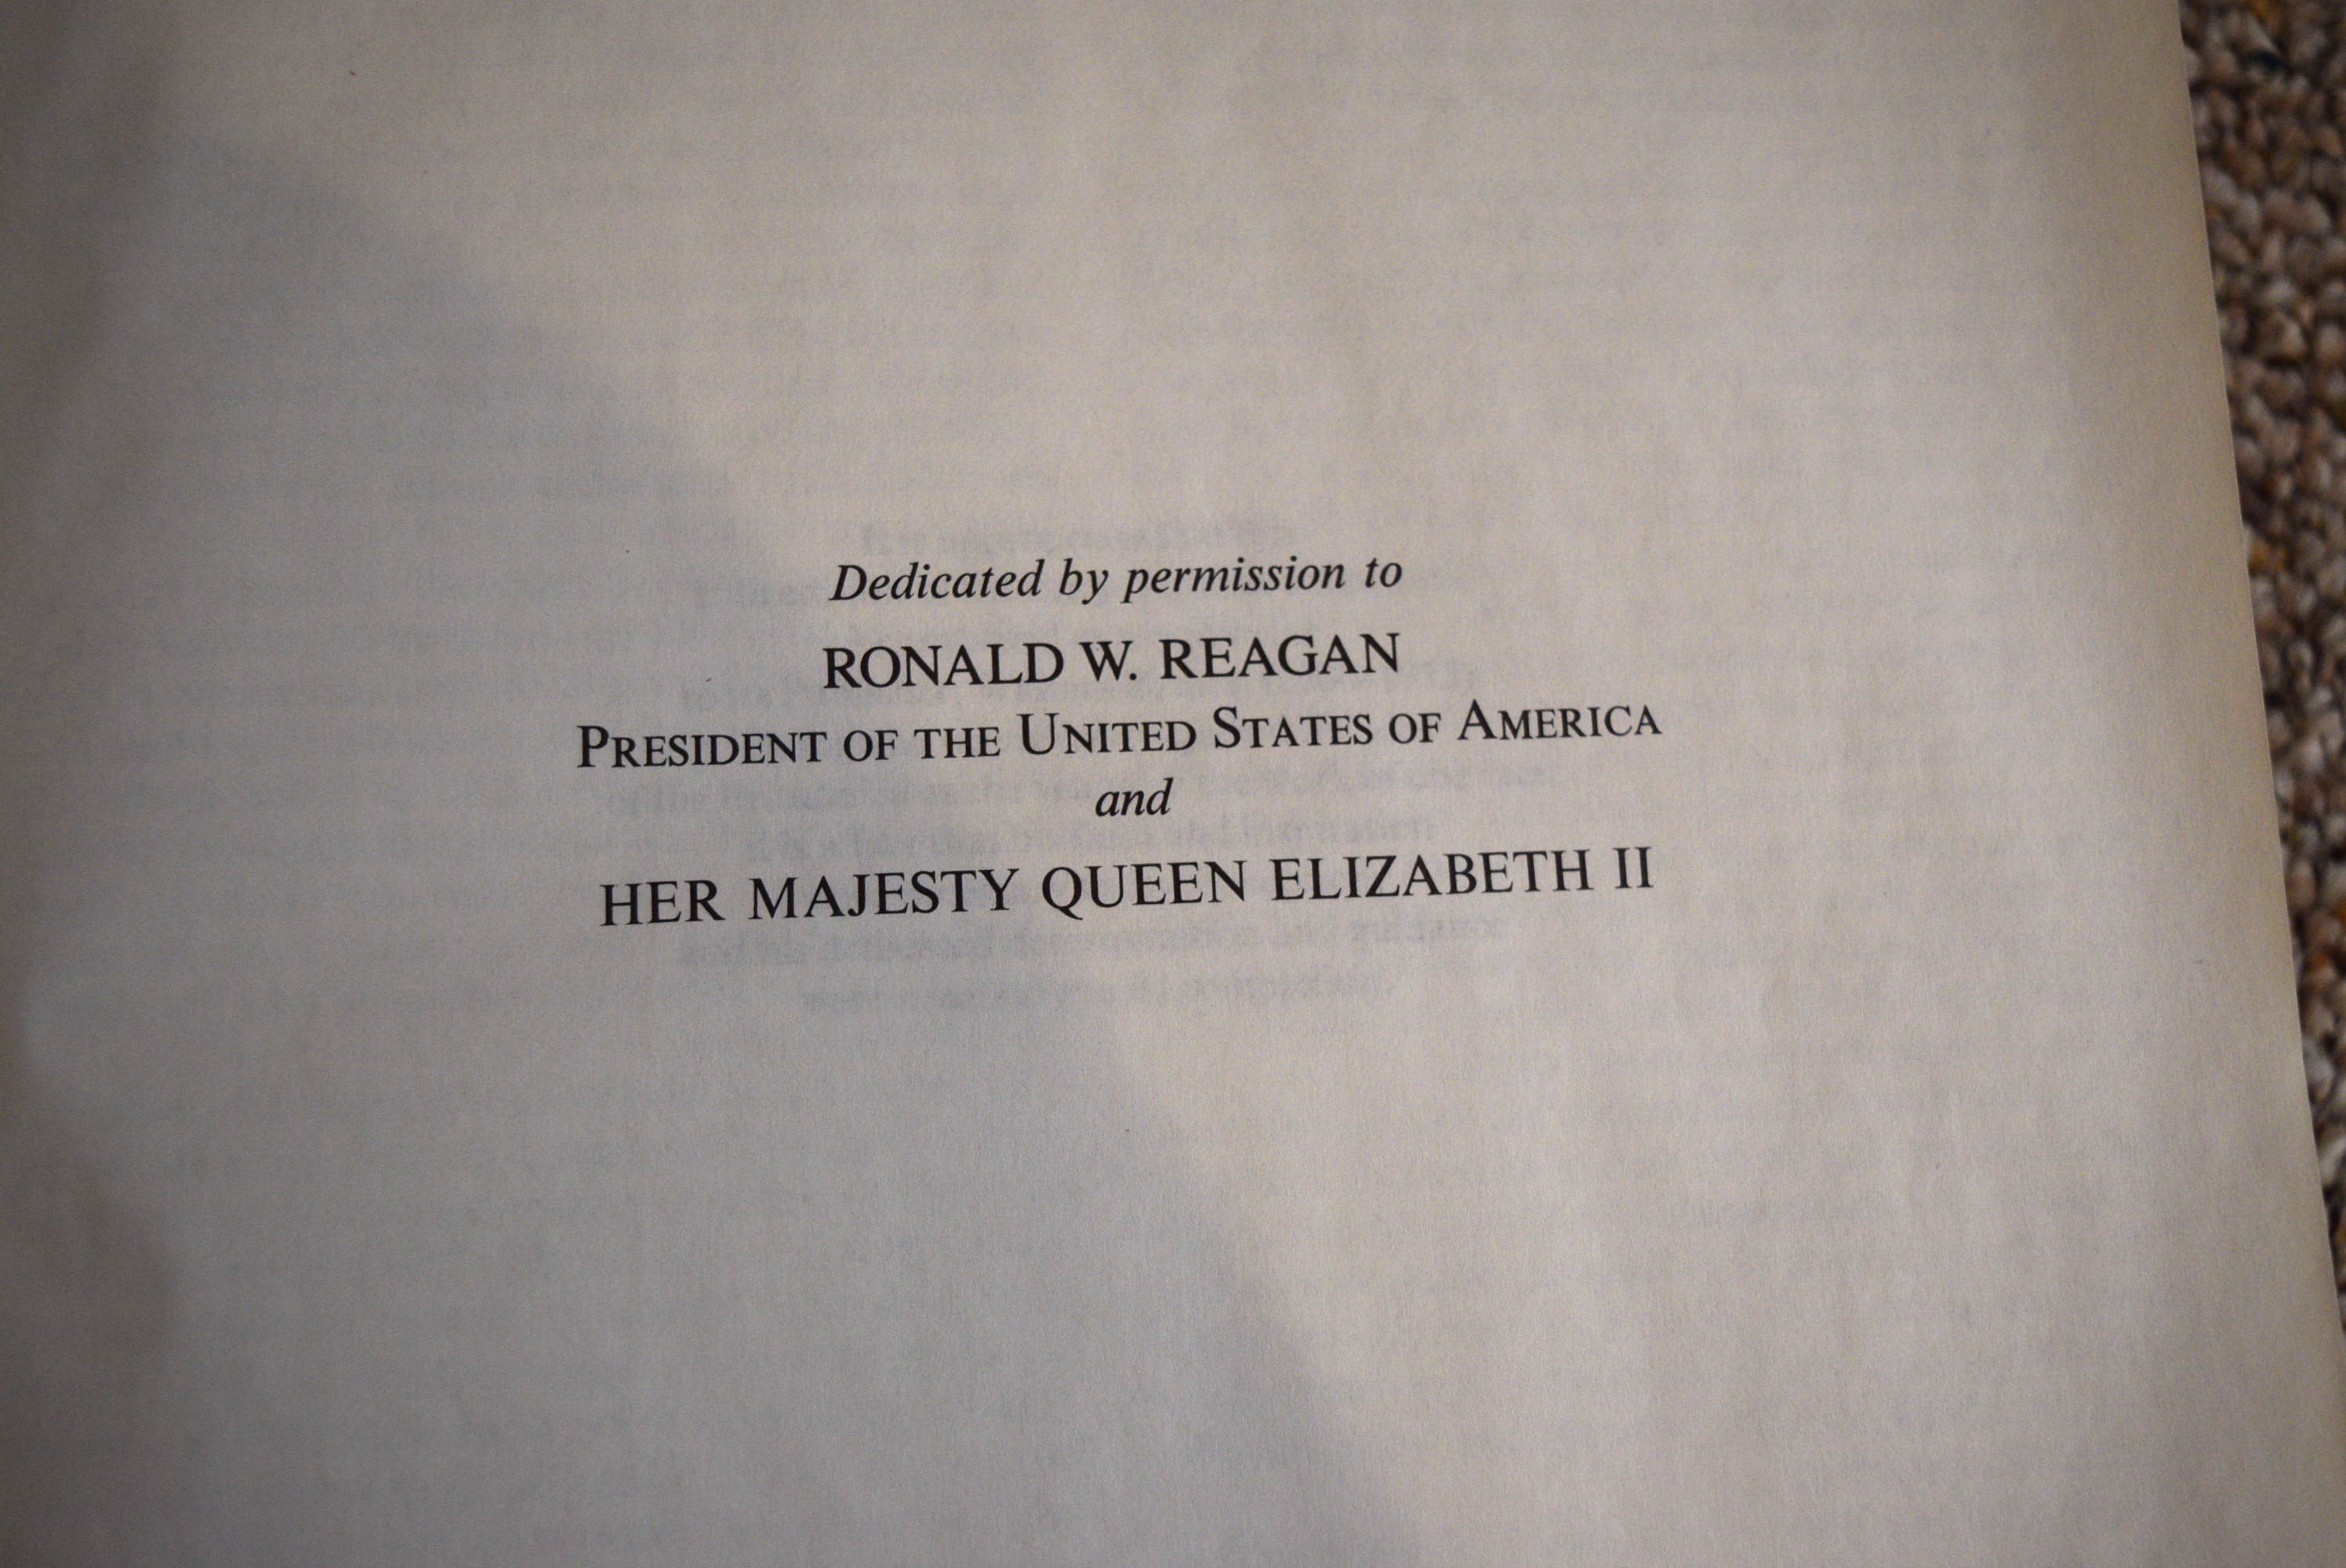 Dedicated by permission to
RONALD W. REAGAN
PRESIDENT OF THE UNITED STATES OF AMERICA
and
HER MAJESTY QUEEN ELIZABETH II